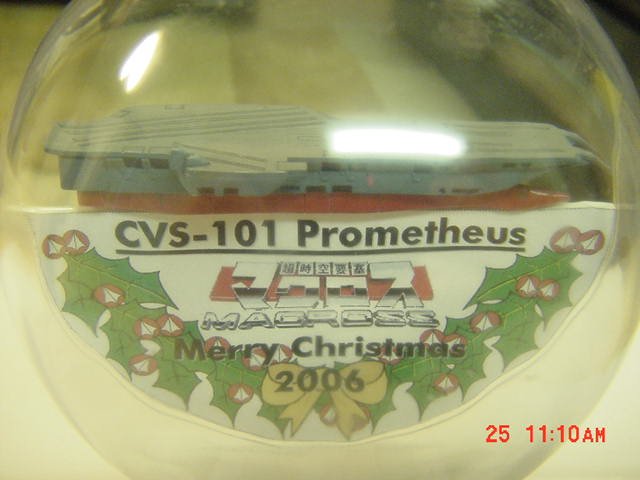 CVS-101 Prometheus
超時空要塞
マクロス
MACROSS
Merry Christmas
2006
25 11:10AM